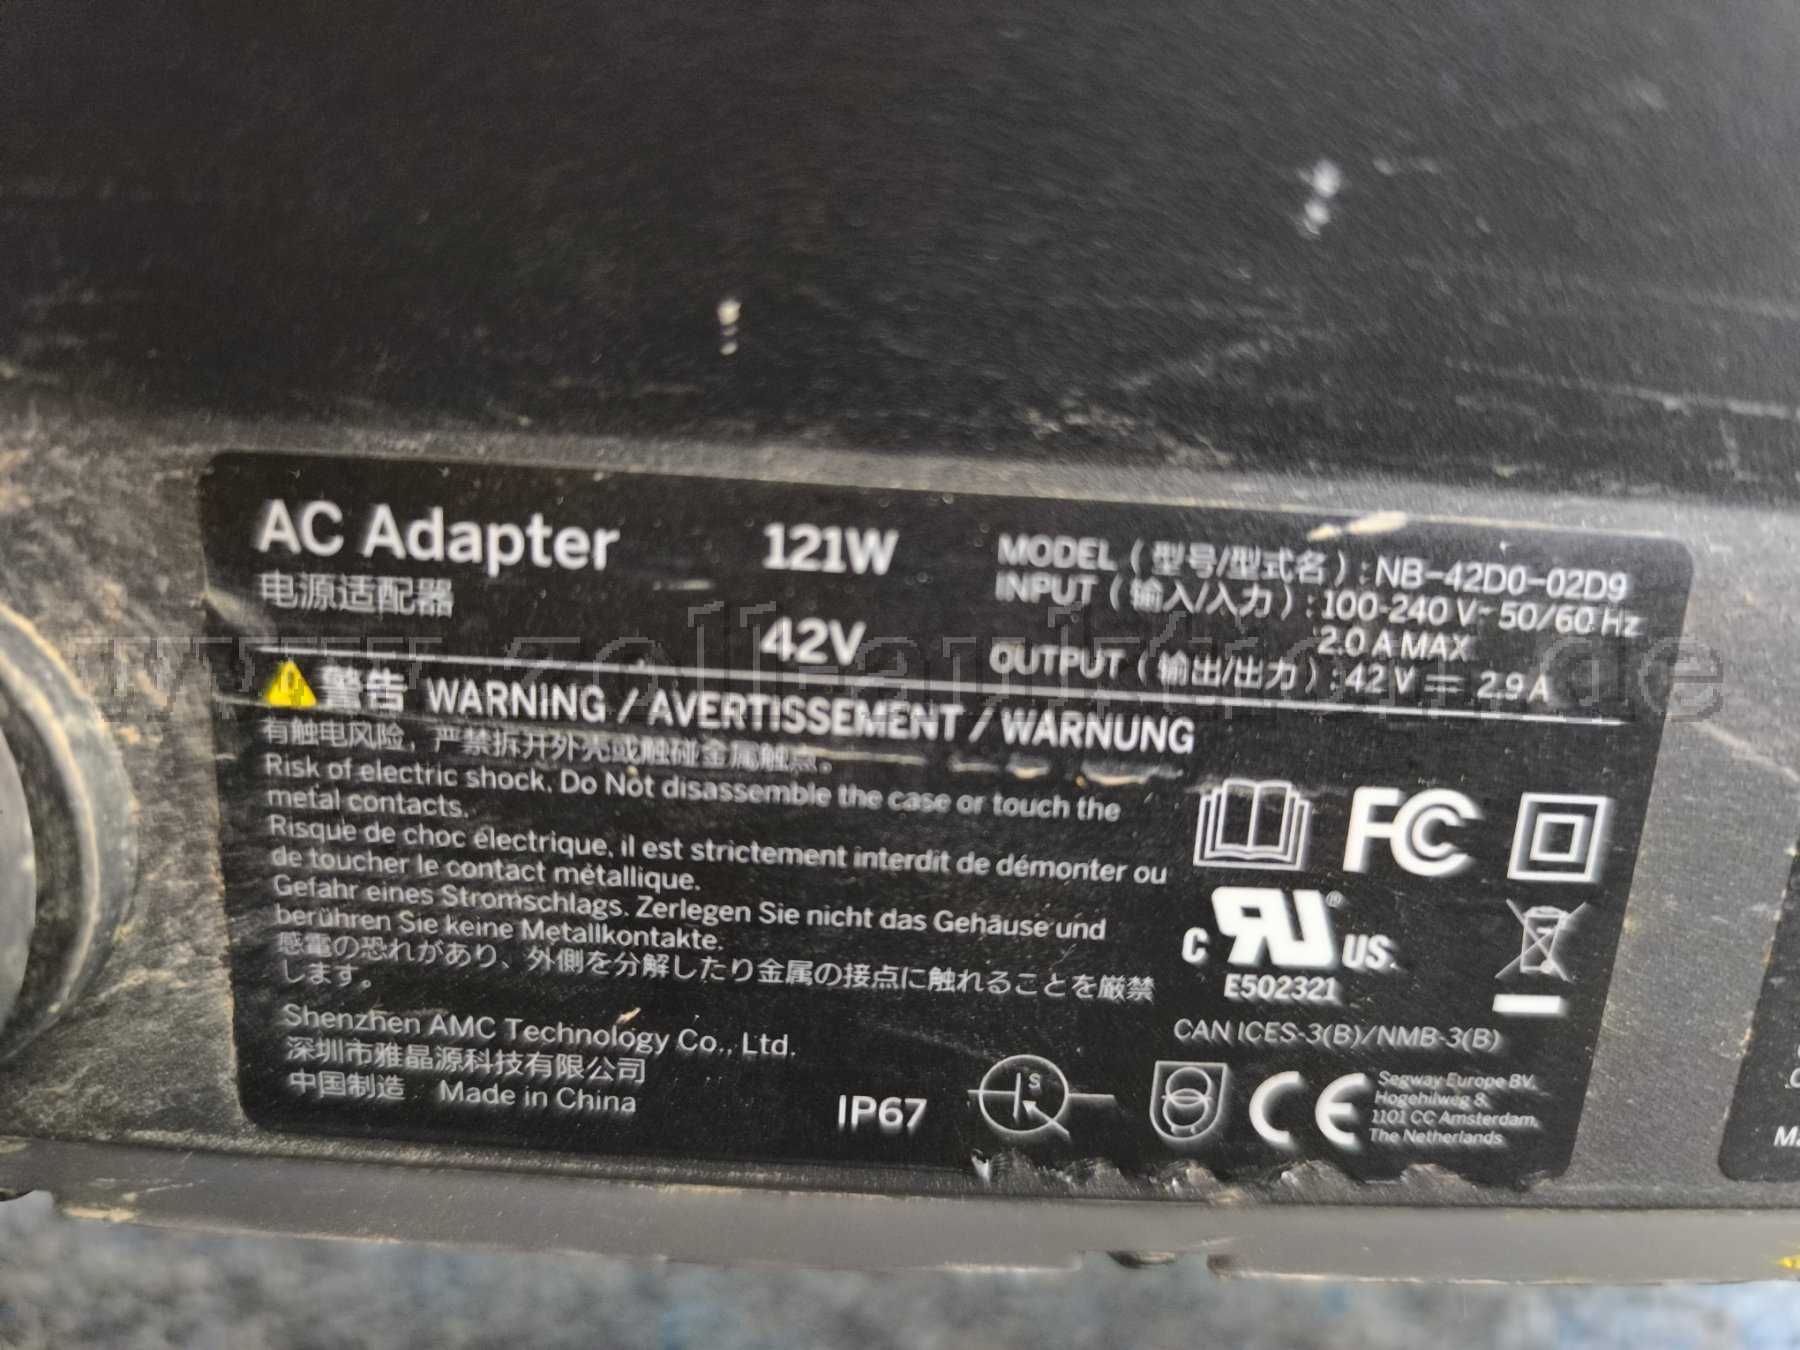 AC Adapter
电源适配器
121W
42V
MODEL（型号/型式名）: NB-42D0-02D9
INPUT（输入/入力）: 100-240 V~ 50/60 Hz
2.0 A MAX
OUTPUT（输出/出力）: 42 V ⎓ 2.9 A
www.zoll-auktion.de
警告 WARNING / AVERTISSEMENT / WARNUNG
有触电风险，严禁拆开外壳或触碰金属触点。
Risk of electric shock. Do Not disassemble the case or touch the
metal contacts.
Risque de choc électrique, il est strictement interdit de démonter ou
de toucher le contact métallique.
Gefahr eines Stromschlags. Zerlegen Sie nicht das Gehäuse und
berühren Sie keine Metallkontakte.
感電の恐れがあり、外側を分解したり金属の接点に触れることを厳禁
します。
Shenzhen AMC Technology Co., Ltd.
深圳市雅晶源科技有限公司
中国制造 Made in China
IP67
FC
C RU ® US.
E502321
CAN ICES-3(B)/NMB-3(B)
S
CE
Segway Europe BV,
Hogehilweg 8,
1101 CC Amsterdam,
The Netherlands